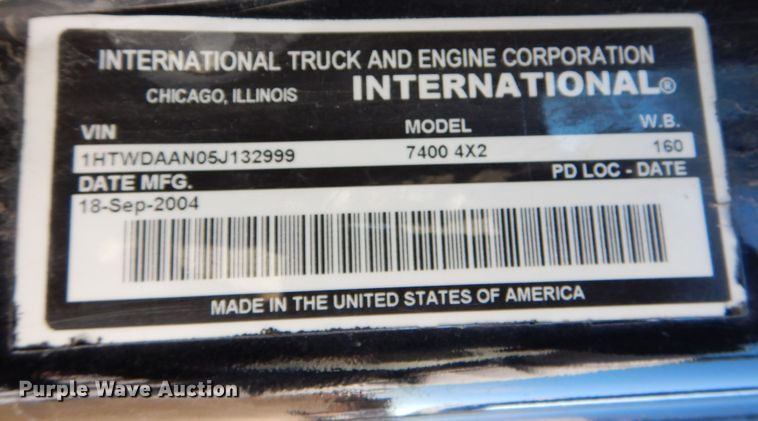 INTERNATIONAL TRUCK AND ENGINE CORPORATION
CHICAGO, ILLINOIS INTERNATIONAL®
VIN MODEL W.B.
1HTWDAAN05J132999 7400 4X2 160
DATE MFG. PD LOC - DATE
18-Sep-2004
MADE IN THE UNITED STATES OF AMERICA
Purple Wave Auction